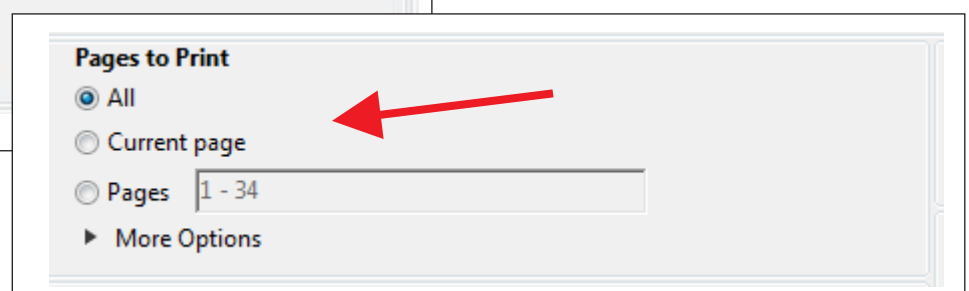 Pages to Print
All
Current page
Pages 1 - 34
More Options